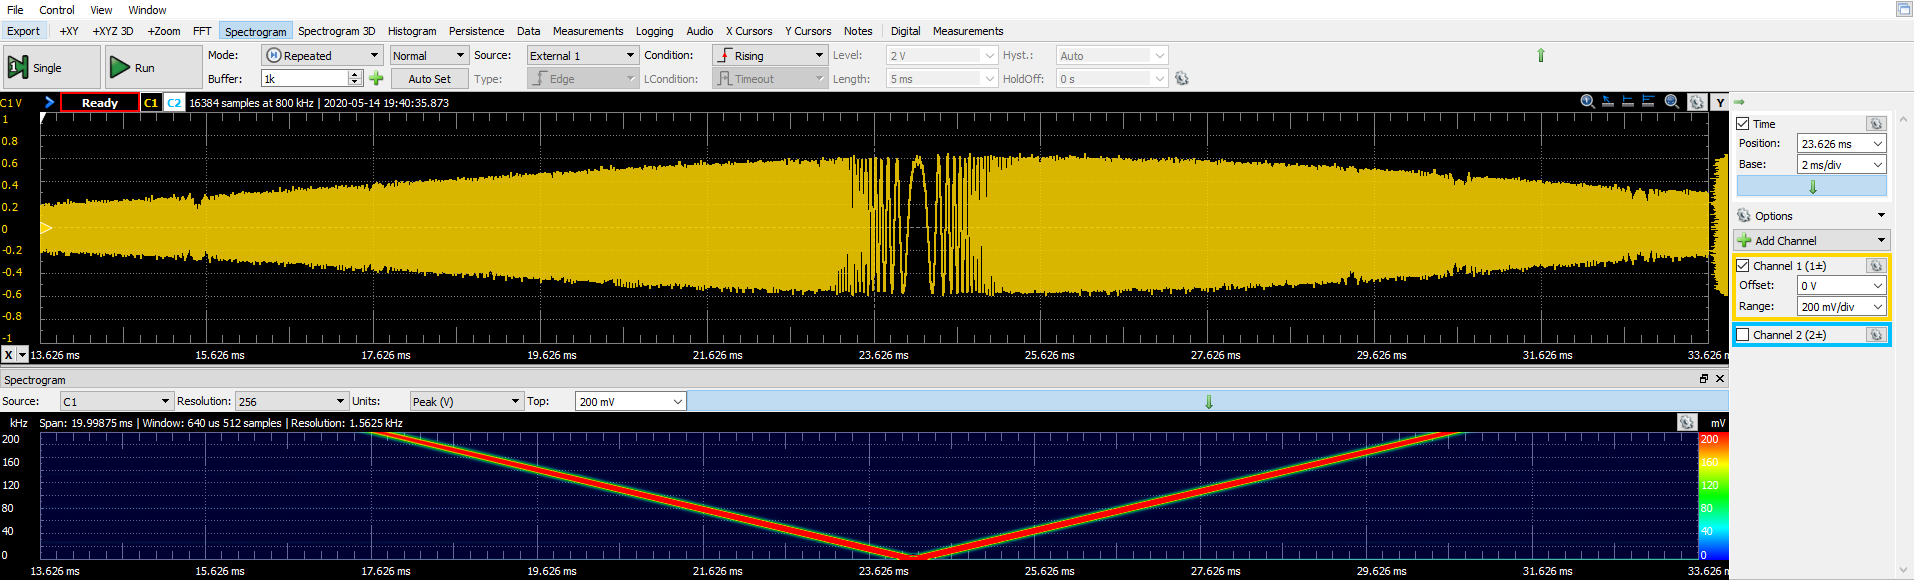 File Control View Window
Export +XY +XYZ 3D +Zoom FFT Spectrogram Spectrogram 3D Histogram Persistence Data Measurements Logging Audio X Cursors Y Cursors Notes Digital Measurements
Single Run Mode: Repeated Normal Source: External 1 Condition: Rising Level: 2 V Hyst.: Auto
Buffer: 1k Auto Set Type: Edge LCondition: Timeout Length: 5 ms HoldOff: 0 s
C1 V Ready C1 C2 16384 samples at 800 kHz | 2020-05-14 19:40:35.873 Y
1
0.8
0.6
0.4
0.2
0
-0.2
-0.4
-0.6
-0.8
-1
X 13.626 ms 15.626 ms 17.626 ms 19.626 ms 21.626 ms 23.626 ms 25.626 ms 27.626 ms 29.626 ms 31.626 ms 33.626 m
Time
Position: 23.626 ms
Base: 2 ms/div
Options
Add Channel
Channel 1 (1±)
Offset: 0 V
Range: 200 mV/div
Channel 2 (2±)
Spectrogram
Source: C1 Resolution: 256 Units: Peak (V) Top: 200 mV
kHz Span: 19.99875 ms | Window: 640 us 512 samples | Resolution: 1.5625 kHz mV
200 200
160 160
120 120
80 80
40 40
0 0
13.626 ms 15.626 ms 17.626 ms 19.626 ms 21.626 ms 23.626 ms 25.626 ms 27.626 ms 29.626 ms 31.626 ms 33.626 m